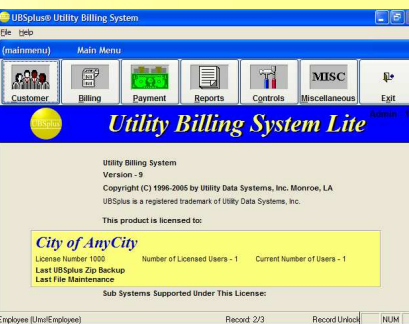 UBSplus® Utility Billing System
File Help
(mainmenu) Main Menu
MISC
Customer Billing Payment Reports Controls Miscellaneous Exit
UBSplus
Utility Billing System Lite
Utility Billing System
Version - 9
Copyright (C) 1996-2005 by Utility Data Systems, Inc. Monroe, LA
UBSplus is a registered trademark of Utility Data Systems, Inc.
This product is licensed to:
City of AnyCity
License Number 1000 Number of Licensed Users - 1 Current Number of Users - 1
Last UBSplus Zip Backup
Last File Maintenance
Sub Systems Supported Under This License:
Employee (Ums!Employee) Record: 2/3 Record Unlock NUM